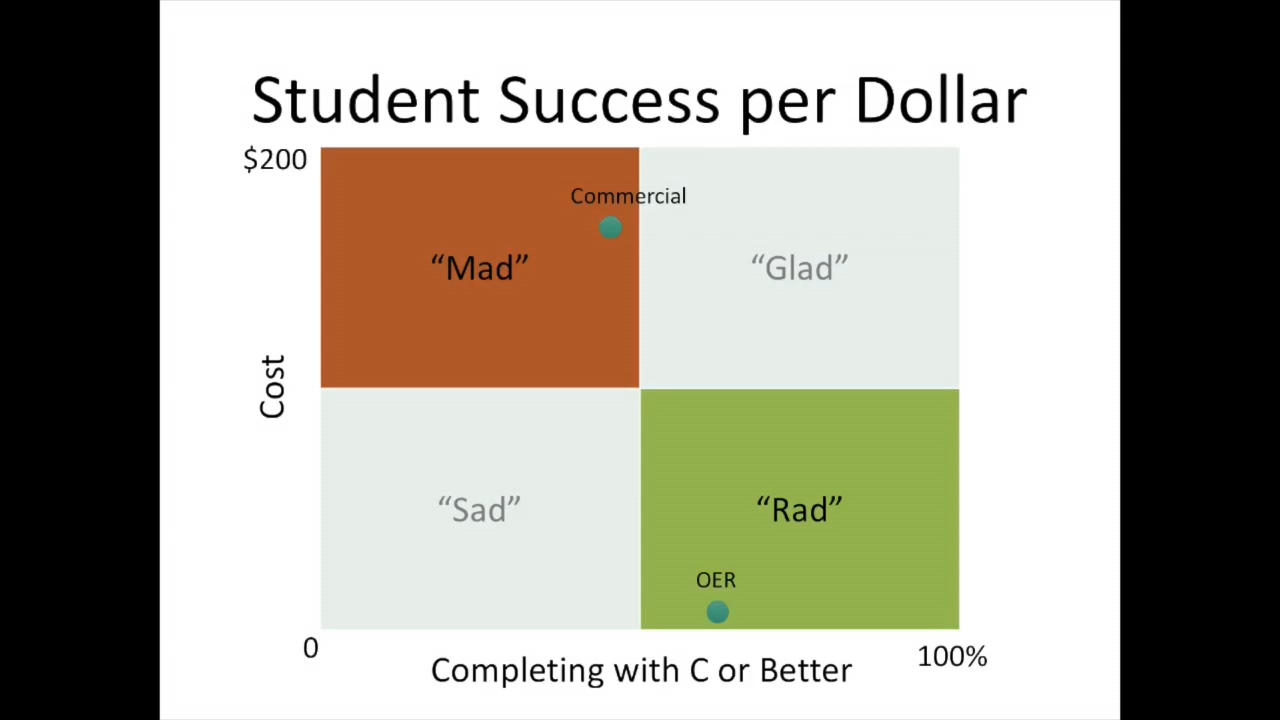 Student Success per Dollar
$200
Commercial
“Mad”
“Glad”
Cost
“Sad”
“Rad”
OER
0
Completing with C or Better
100%